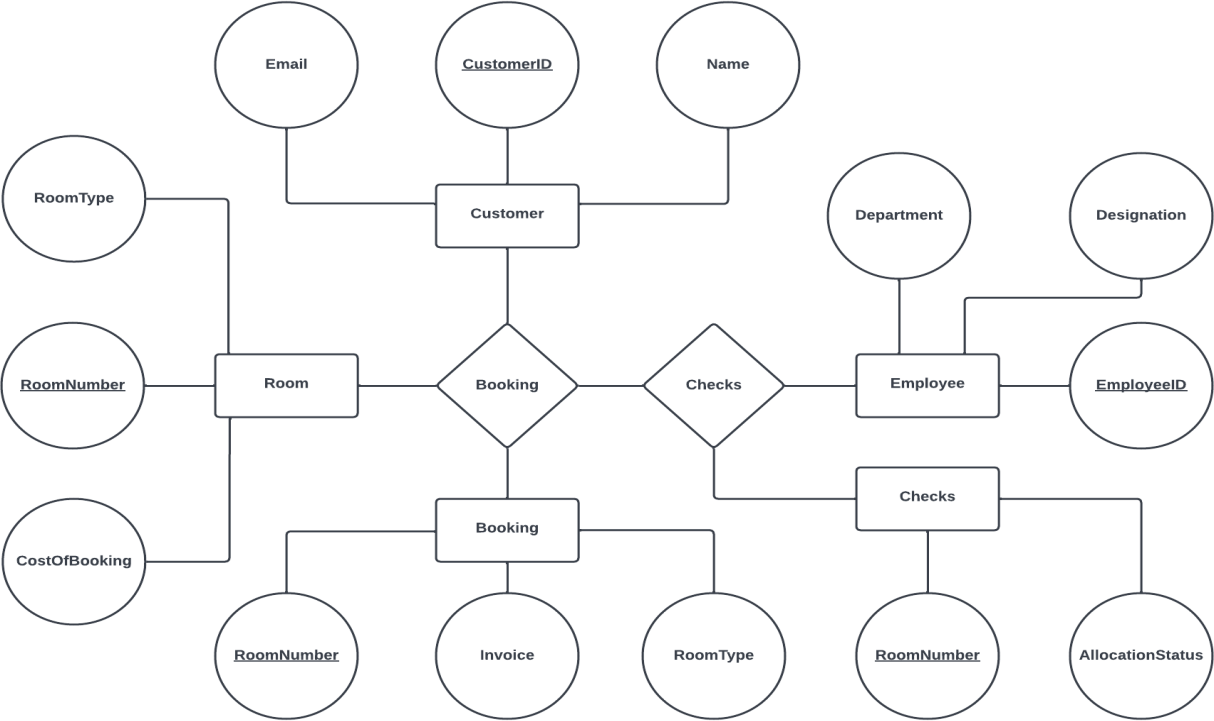 Email
CustomerID
Name
RoomType
Customer
Department
Designation
RoomNumber
Room
Booking
Checks
Employee
EmployeeID
Checks
Booking
CostOfBooking
RoomNumber
Invoice
RoomType
RoomNumber
AllocationStatus